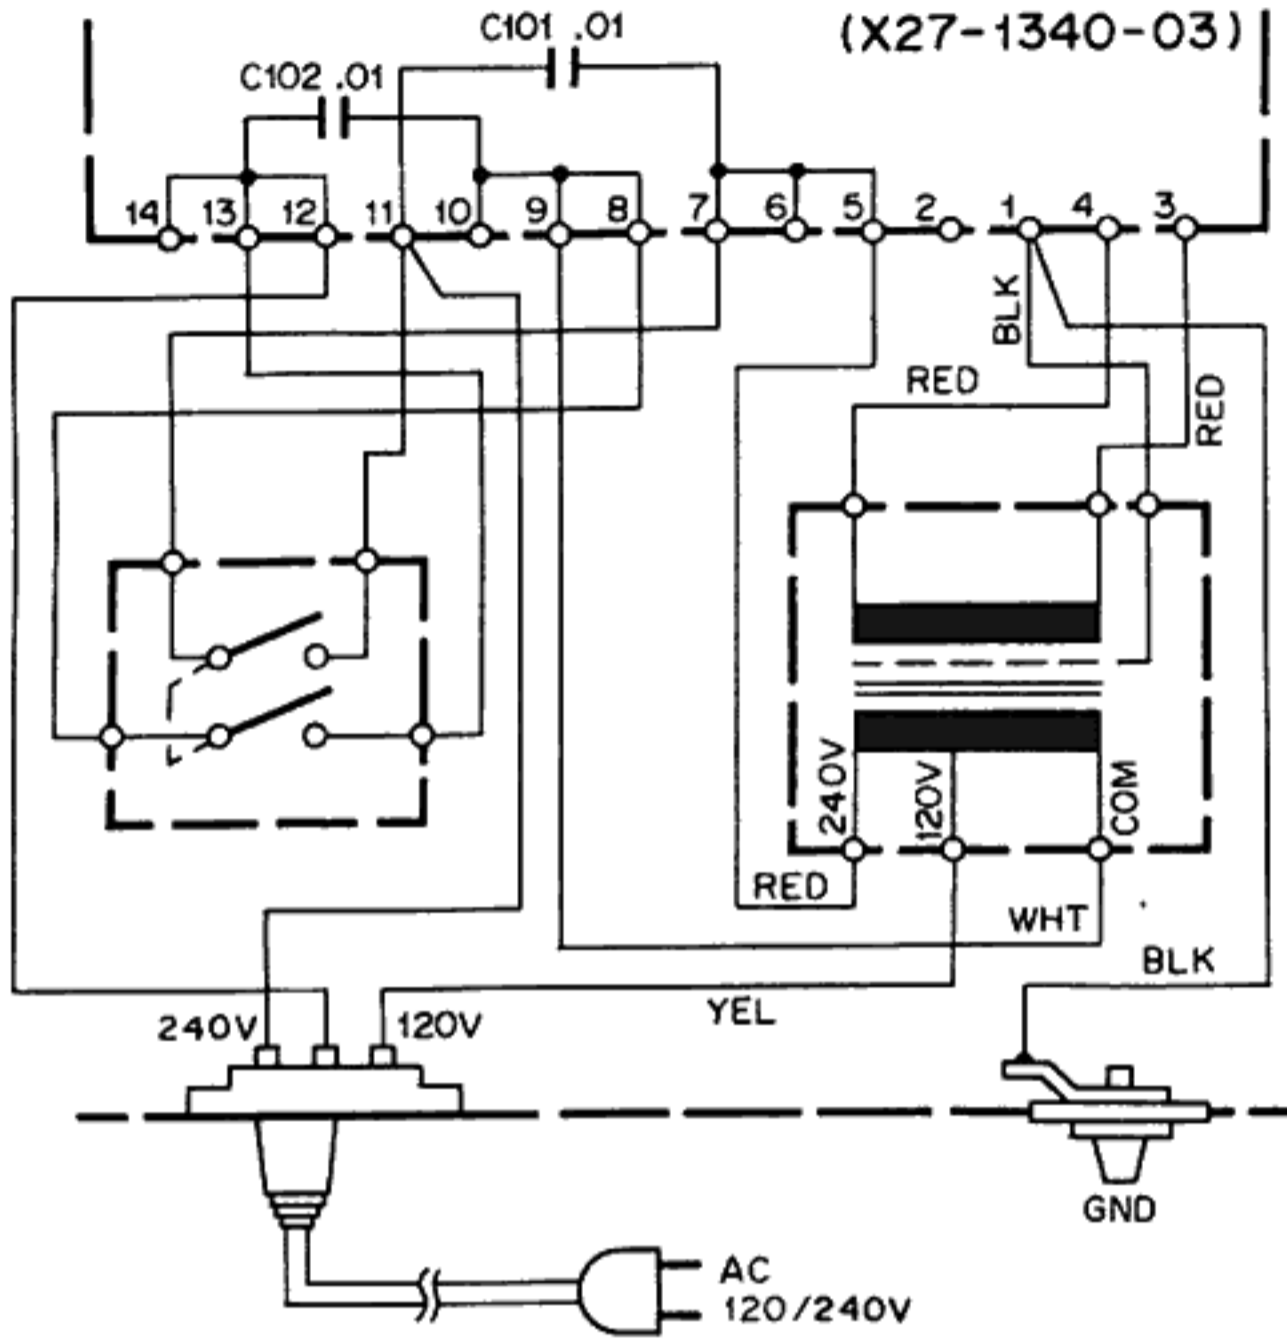 C101 .01
(X27-1340-03)
C102 .01
14 13 12 11 10 9 8 7 6 5 2 1 4 3
BLK
RED
RED
240V
120V
COM
RED
WHT
BLK
YEL
240V
120V
GND
AC
120/240V